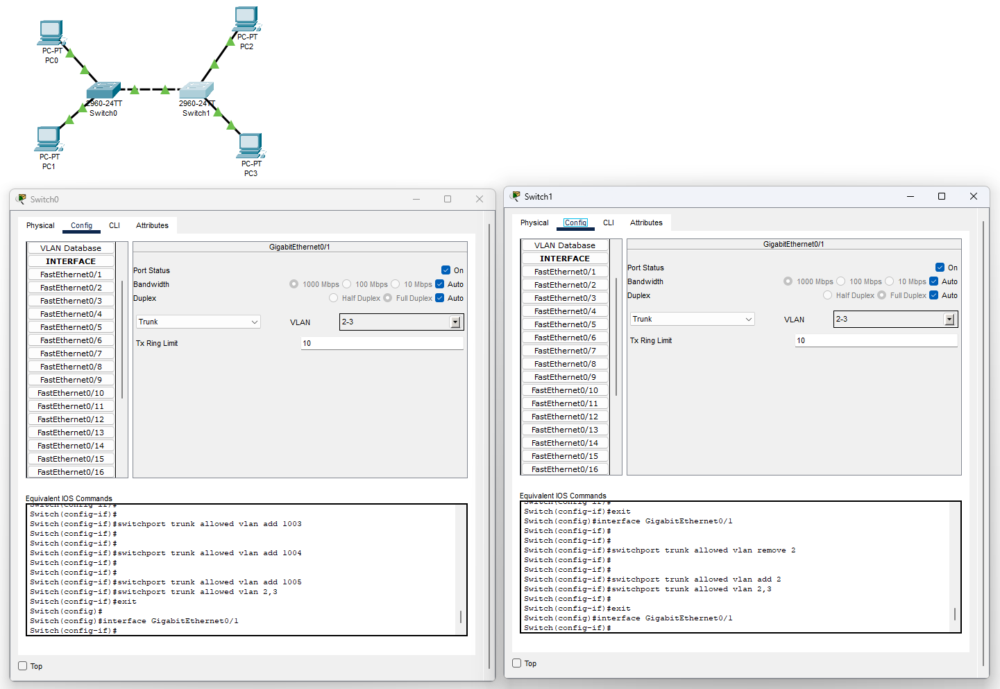 PC-PT
PC0
PC-PT
PC2
2960-24TT
Switch0
2960-24TT
Switch1
PC-PT
PC1
PC-PT
PC3
Switch0
Physical Config CLI Attributes
VLAN Database
INTERFACE
FastEthernet0/1
FastEthernet0/2
FastEthernet0/3
FastEthernet0/4
FastEthernet0/5
FastEthernet0/6
FastEthernet0/7
FastEthernet0/8
FastEthernet0/9
FastEthernet0/10
FastEthernet0/11
FastEthernet0/12
FastEthernet0/13
FastEthernet0/14
FastEthernet0/15
FastEthernet0/16
GigabitEthernet0/1
Port Status On
Bandwidth 1000 Mbps 100 Mbps 10 Mbps Auto
Duplex Half Duplex Full Duplex Auto
Trunk VLAN 2-3
Tx Ring Limit 10
Equivalent IOS Commands
Switch(config-if)#
Switch(config-if)#
Switch(config-if)#switchport trunk allowed vlan add 1003
Switch(config-if)#
Switch(config-if)#
Switch(config-if)#switchport trunk allowed vlan add 1004
Switch(config-if)#
Switch(config-if)#
Switch(config-if)#switchport trunk allowed vlan add 1005
Switch(config-if)#switchport trunk allowed vlan 2,3
Switch(config-if)#exit
Switch(config)#
Switch(config)#interface GigabitEthernet0/1
Switch(config-if)#
Top
Switch1
Physical Config CLI Attributes
VLAN Database
INTERFACE
FastEthernet0/1
FastEthernet0/2
FastEthernet0/3
FastEthernet0/4
FastEthernet0/5
FastEthernet0/6
FastEthernet0/7
FastEthernet0/8
FastEthernet0/9
FastEthernet0/10
FastEthernet0/11
FastEthernet0/12
FastEthernet0/13
FastEthernet0/14
FastEthernet0/15
FastEthernet0/16
GigabitEthernet0/1
Port Status On
Bandwidth 1000 Mbps 100 Mbps 10 Mbps Auto
Duplex Half Duplex Full Duplex Auto
Trunk VLAN 2-3
Tx Ring Limit 10
Equivalent IOS Commands
Switch(config-if)#
Switch(config-if)#exit
Switch(config)#interface GigabitEthernet0/1
Switch(config-if)#
Switch(config-if)#
Switch(config-if)#switchport trunk allowed vlan remove 2
Switch(config-if)#
Switch(config-if)#
Switch(config-if)#switchport trunk allowed vlan add 2
Switch(config-if)#switchport trunk allowed vlan 2,3
Switch(config-if)#
Switch(config-if)#exit
Switch(config)#interface GigabitEthernet0/1
Switch(config-if)#
Top